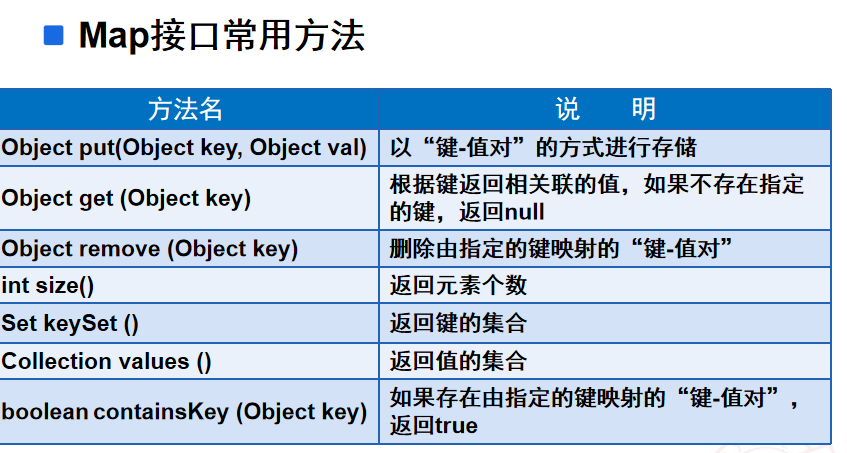 Map接口常用方法
方法名 说 明
Object put(Object key, Object val) 以“键-值对”的方式进行存储
Object get (Object key) 根据键返回相关联的值，如果不存在指定
的键，返回null
Object remove (Object key) 删除由指定的键映射的“键-值对”
int size() 返回元素个数
Set keySet () 返回键的集合
Collection values () 返回值的集合
boolean containsKey (Object key) 如果存在由指定的键映射的“键-值对”，
返回true